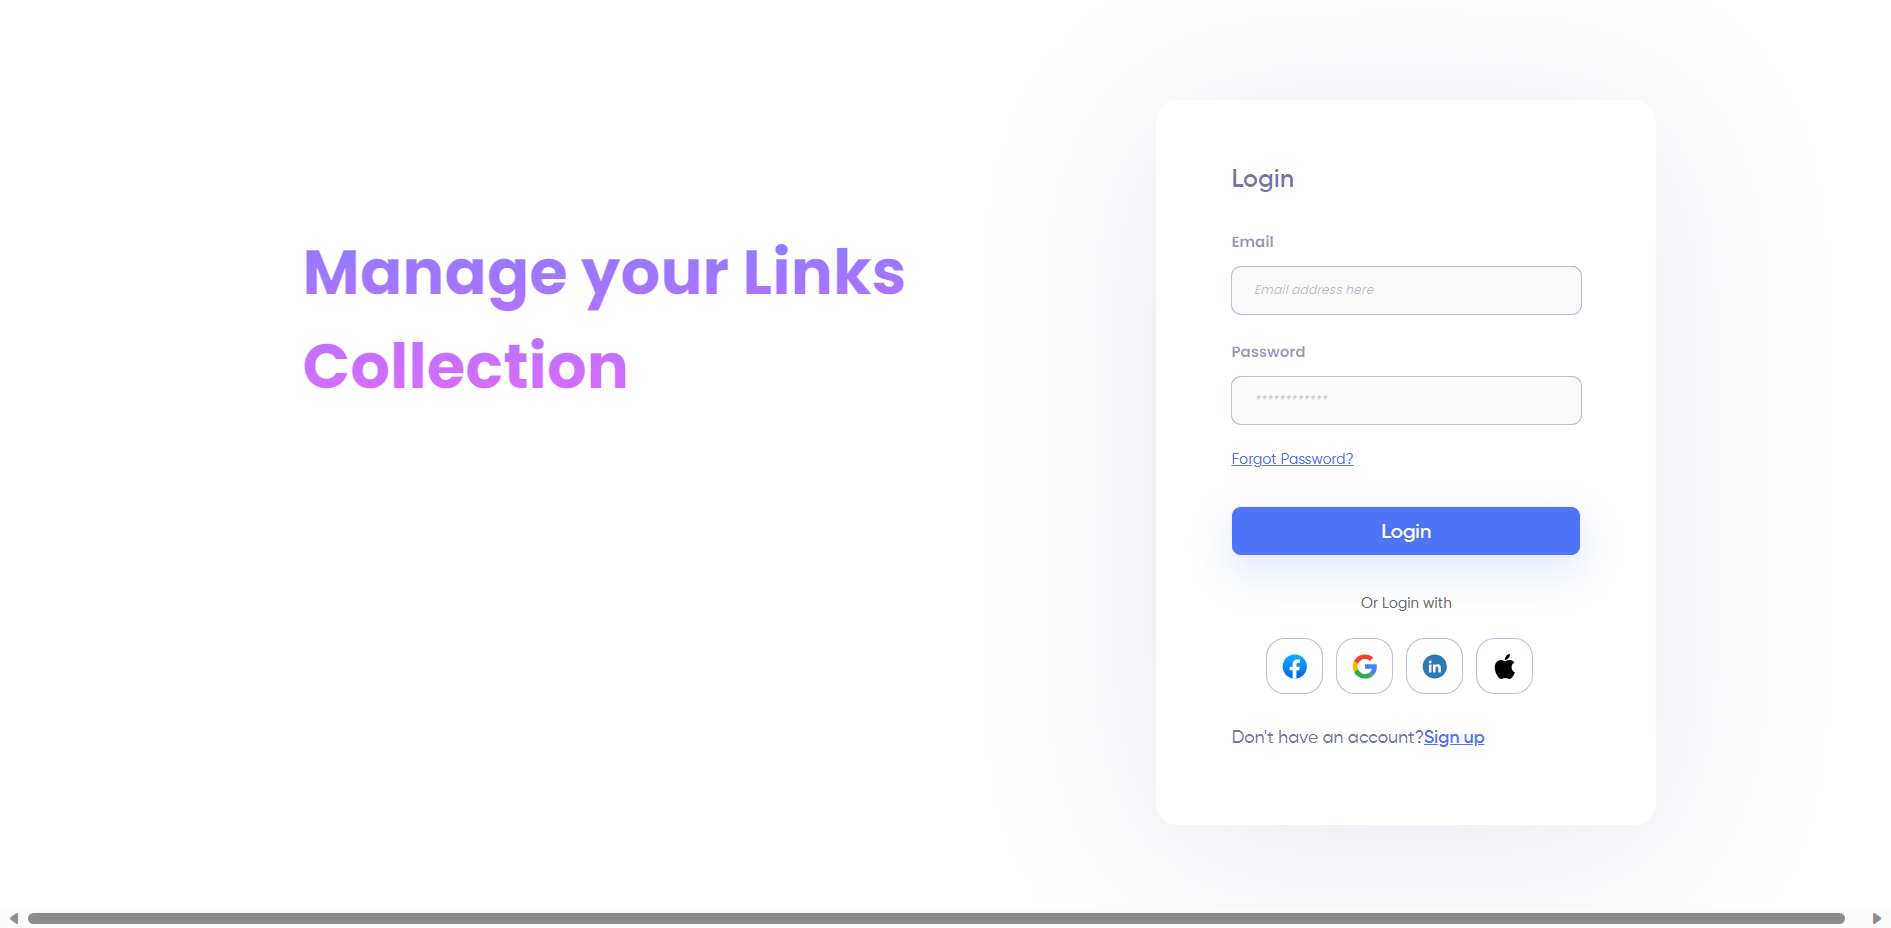 Manage your Links
Collection
Login
Email
Email address here
Password
************
Forgot Password?
Login
Or Login with
Don't have an account?Sign up